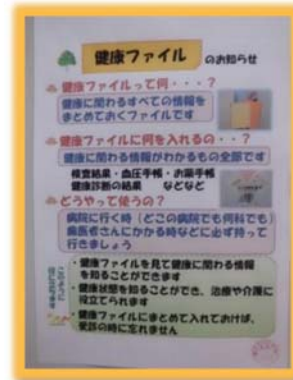 健康ファイル のお知らせ
健康ファイルって何・・・？
健康に関わるすべての情報を
まとめておくファイルです
健康ファイルに何を入れるの・・？
健康に関わる情報がわかるもの全部です
検査結果・血圧手帳・お薬手帳
健康診断の結果 などなど
どうやって使うの？
病院に行く時（どこの病院でも何科でも）
歯医者さんにかかる時などに必ず持って
行きましょう
・健康ファイルを見て健康に関わる情報
を知ることができます
・健康状態を知ることができ、治療や介護に
役立てられます
・健康ファイルにまとめて入れておけば、
受診の時に忘れません